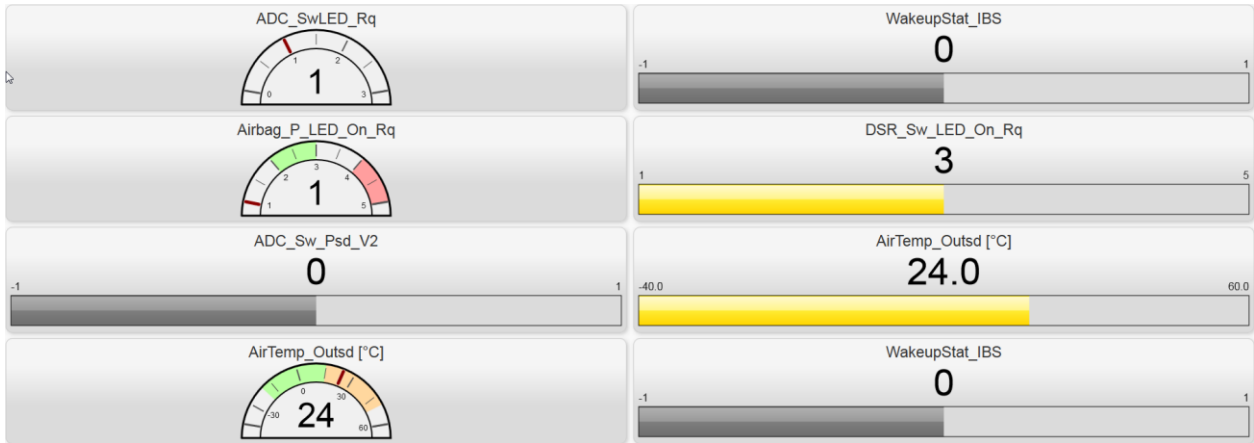 ADC_SwLED_Rq
0 1 2 3
1
WakeupStat_IBS
0
-1 1
Airbag_P_LED_On_Rq
1 2 3 4 5
1
DSR_Sw_LED_On_Rq
3
1 5
ADC_Sw_Psd_V2
0
-1 1
AirTemp_Outsd [°C]
24.0
-40.0 60.0
AirTemp_Outsd [°C]
-30 0 30 60
24
WakeupStat_IBS
0
-1 1